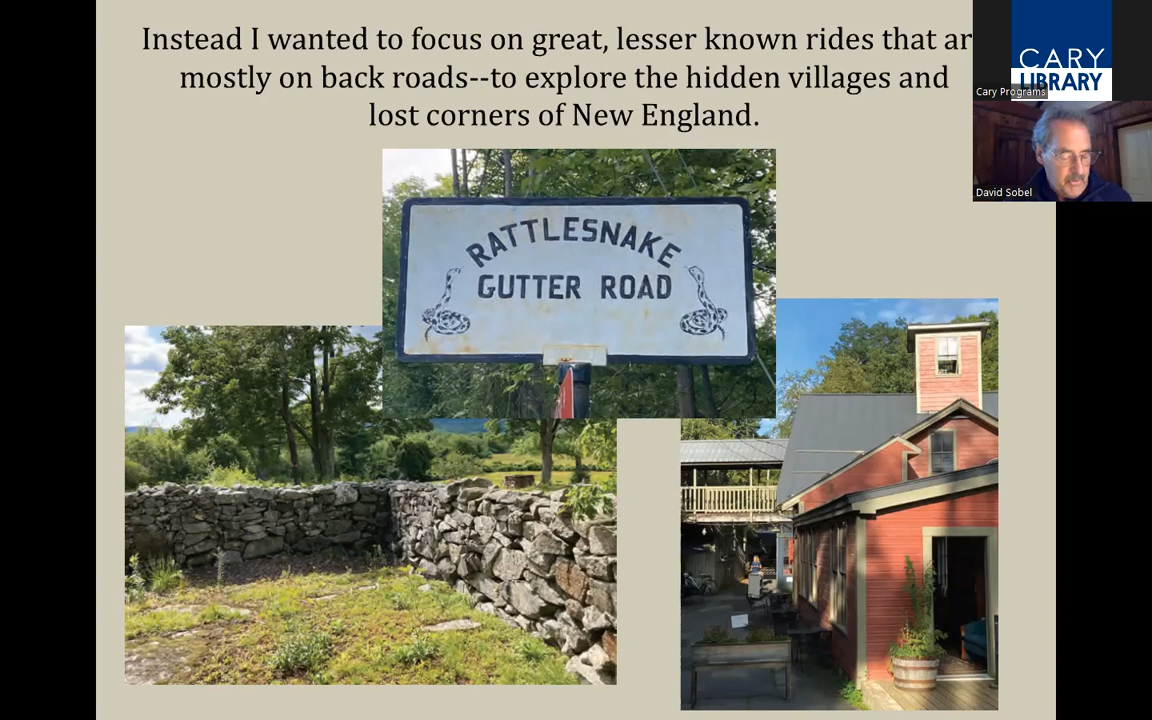 Instead I wanted to focus on great, lesser known rides that ar
mostly on back roads--to explore the hidden villages and
lost corners of New England.
CARY
LIBRARY
Cary Programs
David Sobel
RATTLESNAKE
GUTTER ROAD